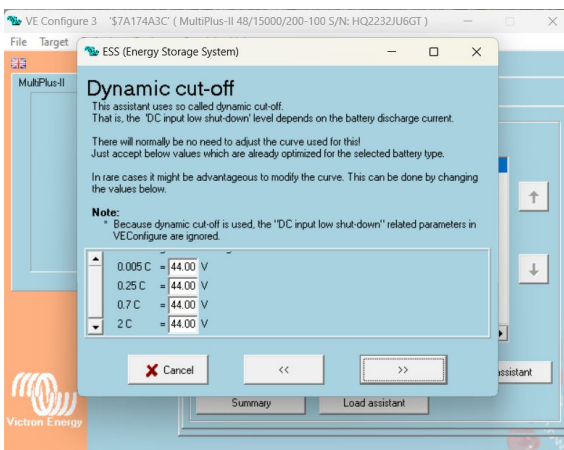 VE Configure 3 '$7A174A3C' ( MultiPlus-II 48/15000/200-100 S/N: HQ2232JU6GT )
File Target
ESS (Energy Storage System)
MultiPlus-II
Dynamic cut-off
This assistant uses so called dynamic cut-off.
That is, the 'DC input low shut-down' level depends on the battery discharge current.
There will normally be no need to adjust the curve used for this!
Just accept below values which are already optimized for the selected battery type.
In rare cases it might be advantageous to modify the curve. This can be done by changing
the values below.
Note:
* Because dynamic cut-off is used, the "DC input low shut-down" related parameters in
VEConfigure are ignored.
0.005 C = 44.00 V
0.25 C = 44.00 V
0.7 C = 44.00 V
2 C = 44.00 V
Cancel << >>
assistant
Summary Load assistant
Victron Energy